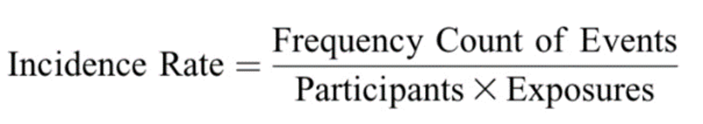 Incidence Rate = Frequency Count of Events
Participants × Exposures